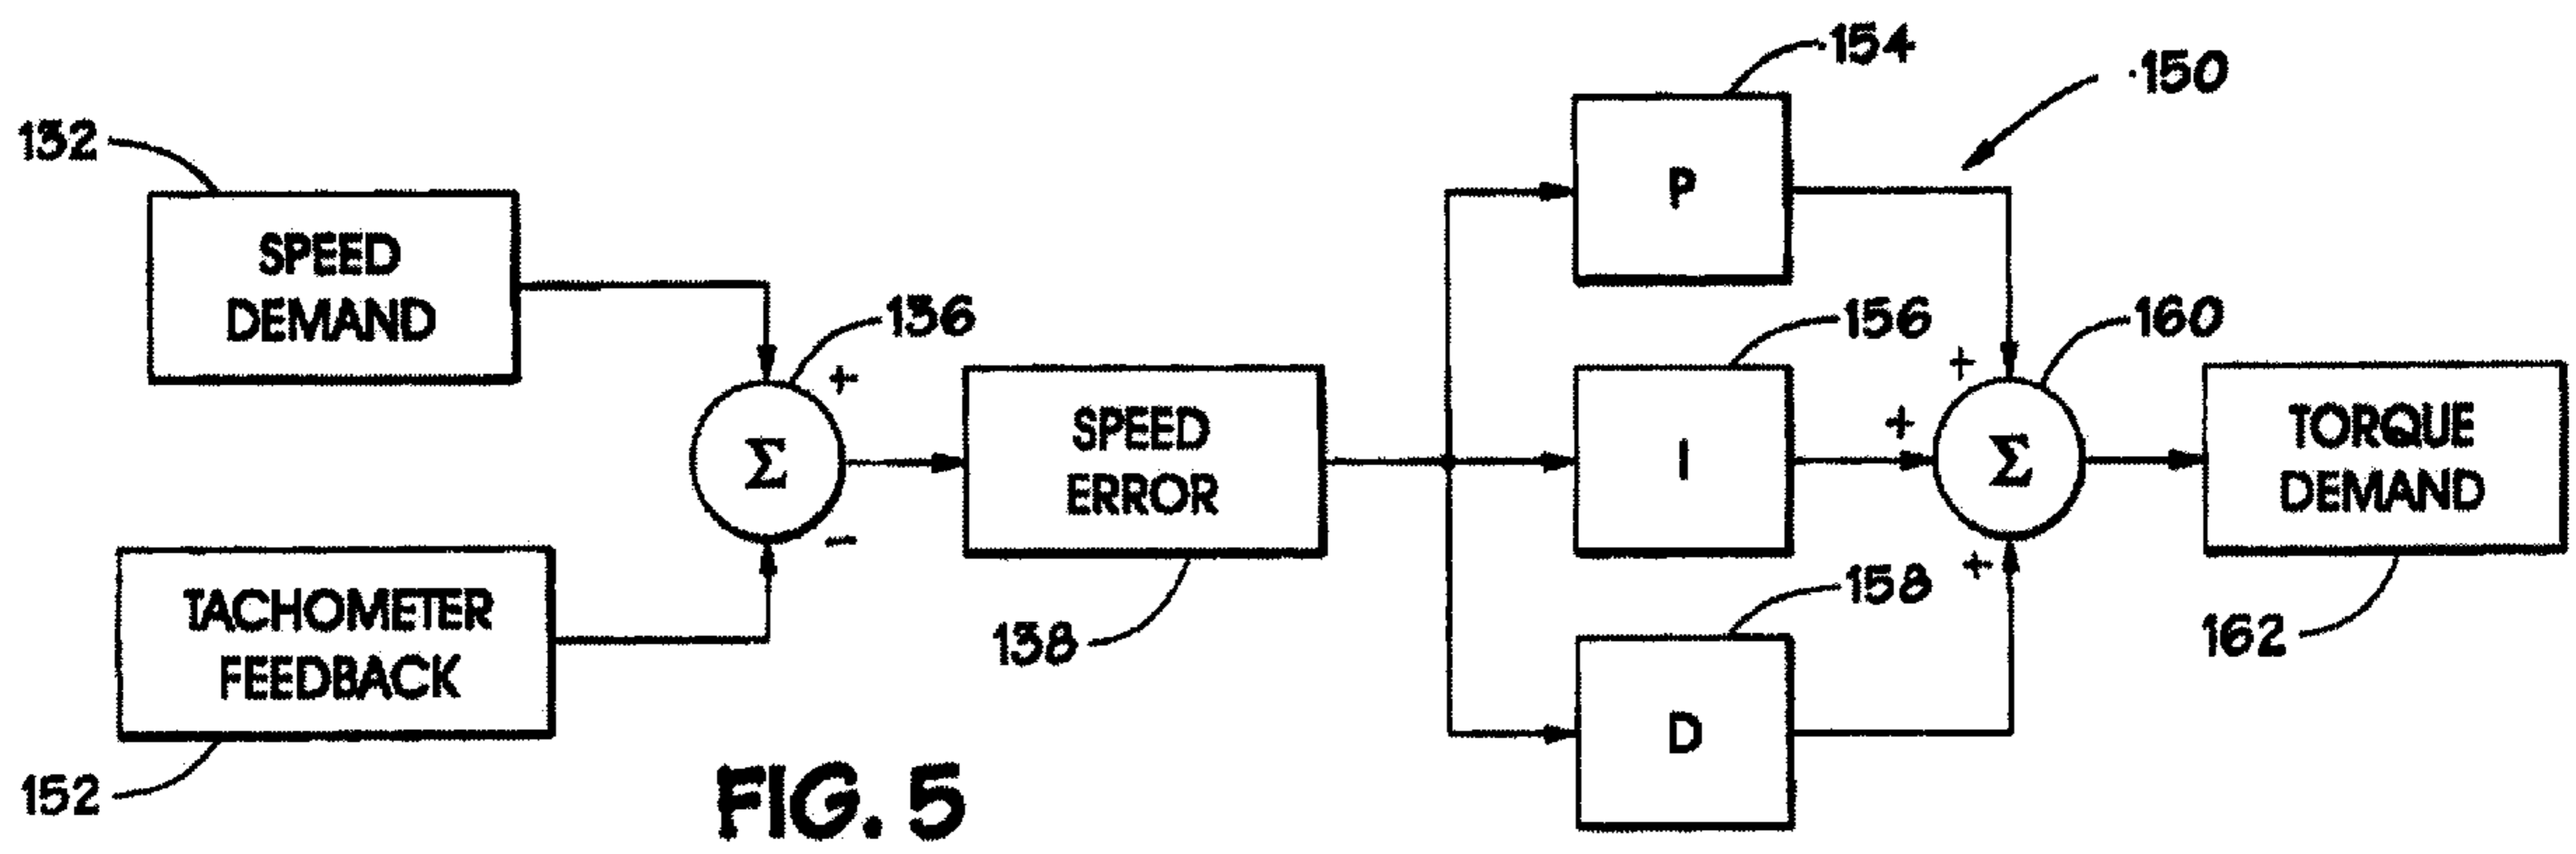 154
150
132
P
SPEED
DEMAND
136
156
160
+
+
+
Σ
SPEED
ERROR
I
Σ
TORQUE
DEMAND
−
+
158
TACHOMETER
FEEDBACK
138
162
D
152
FIG. 5